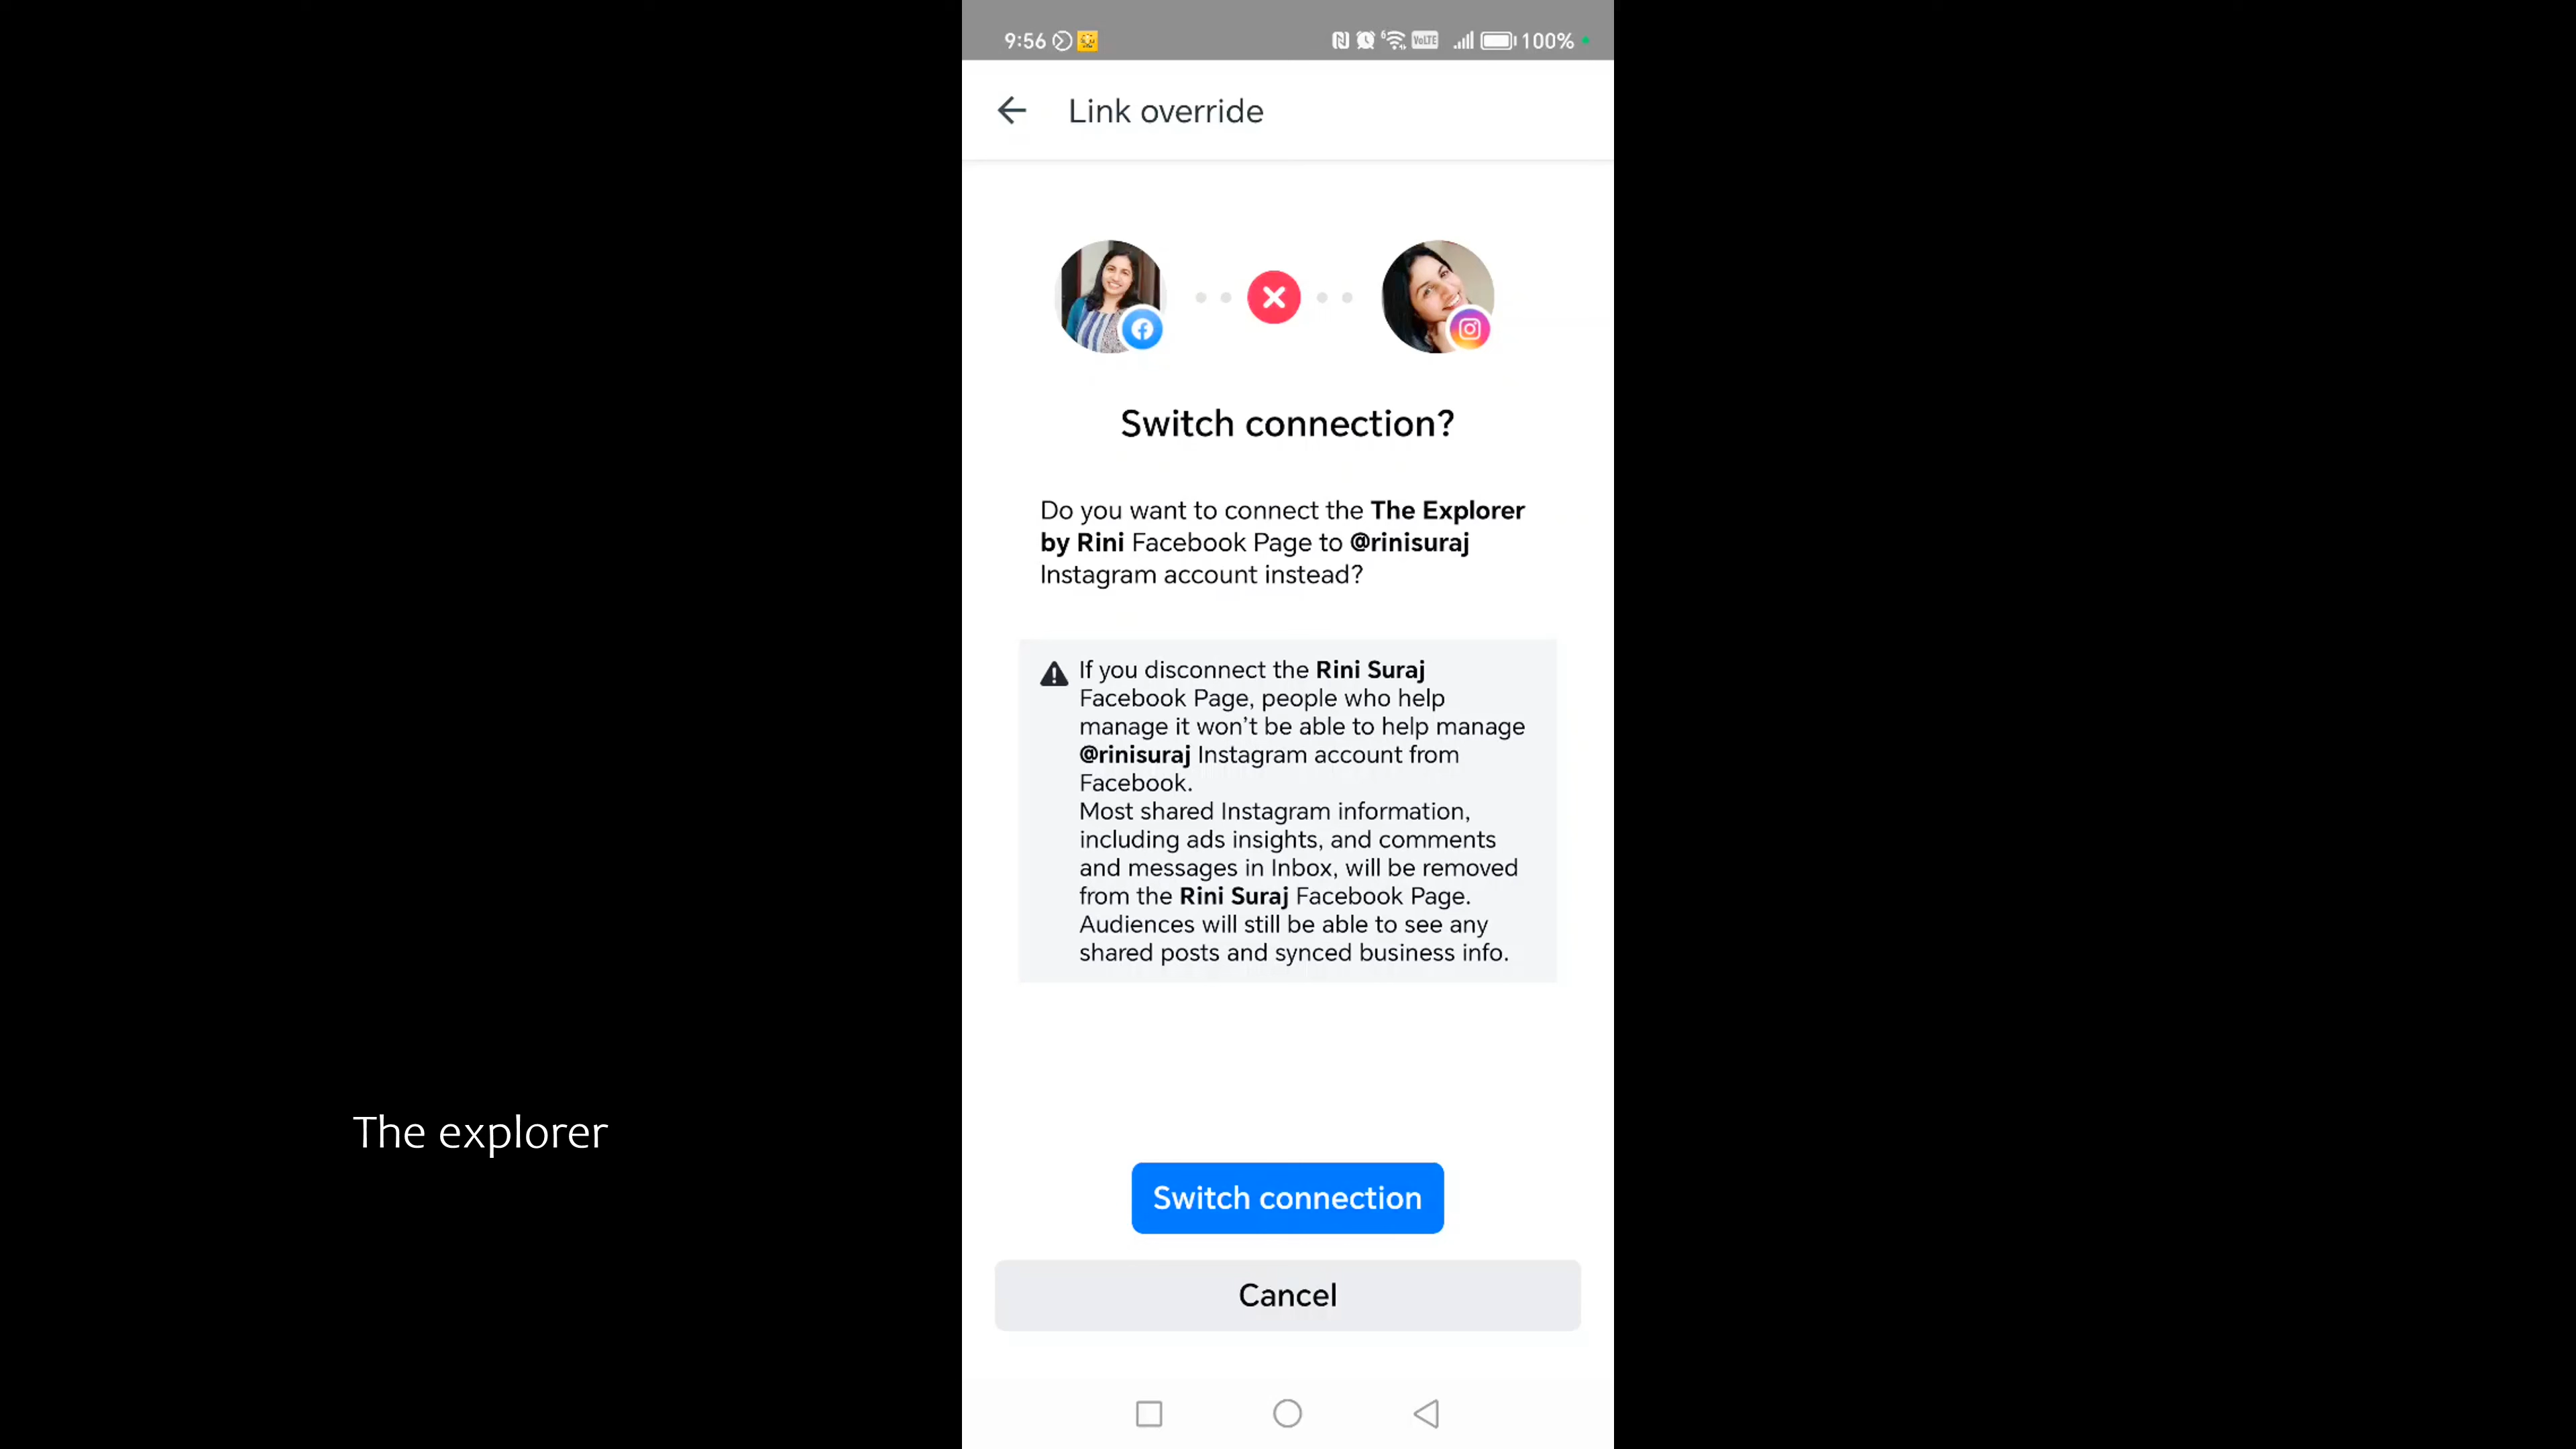 9:56 VoLTE 100%
Link override
Switch connection?
Do you want to connect the The Explorer
by Rini Facebook Page to @rinisuraj
Instagram account instead?
If you disconnect the Rini Suraj
Facebook Page, people who help
manage it won’t be able to help manage
@rinisuraj Instagram account from
Facebook.
Most shared Instagram information,
including ads insights, and comments
and messages in Inbox, will be removed
from the Rini Suraj Facebook Page.
Audiences will still be able to see any
shared posts and synced business info.
The explorer
Switch connection
Cancel